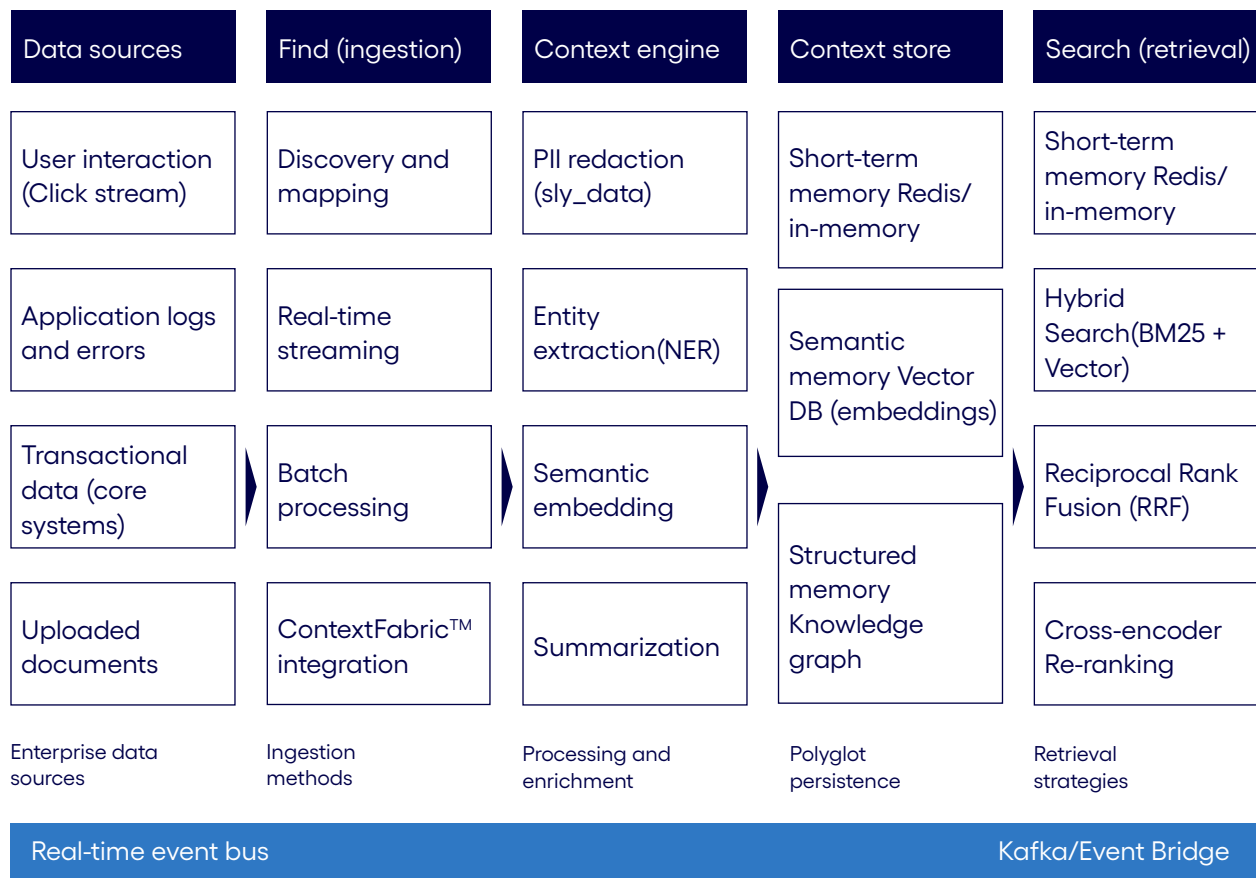 Data sources
Find (ingestion)
Context engine
Context store
Search (retrieval)
User interaction
(Click stream)
Application logs
and errors
Transactional
data (core
systems)
Uploaded
documents
Enterprise data
sources
Discovery and
mapping
Real-time
streaming
Batch
processing
ContextFabric™
integration
Ingestion
methods
PII redaction
(sly_data)
Entity
extraction(NER)
Semantic
embedding
Summarization
Processing and
enrichment
Short-term
memory Redis/
in-memory
Semantic
memory Vector
DB (embeddings)
Structured
memory
Knowledge
graph
Polyglot
persistence
Short-term
memory Redis/
in-memory
Hybrid
Search(BM25 +
Vector)
Reciprocal Rank
Fusion (RRF)
Cross-encoder
Re-ranking
Retrieval
strategies
Real-time event bus
Kafka/Event Bridge